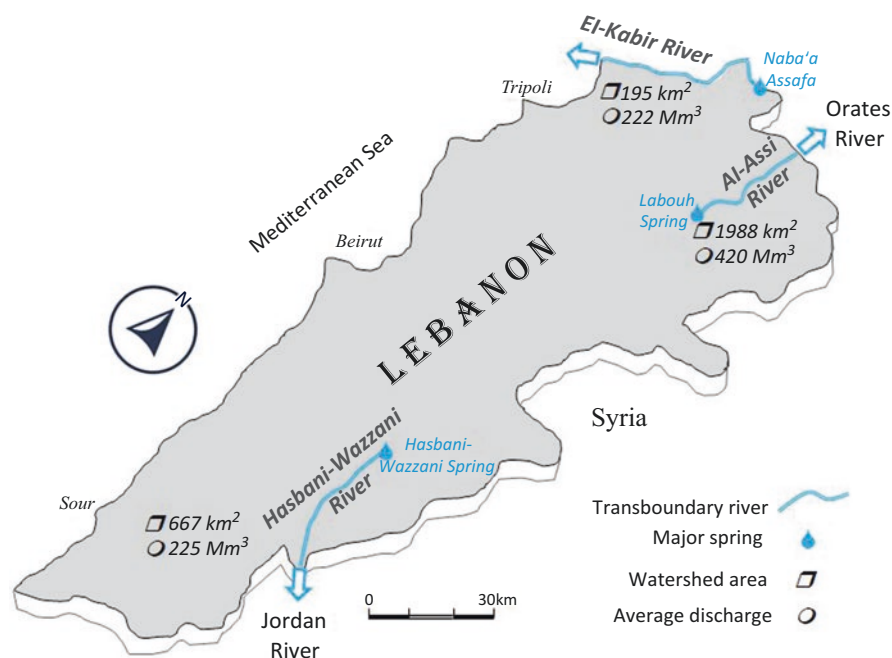 El-Kabir River
Naba'a
Assafa
Tripoli
195 km²
222 Mm³
Orates
River
Al-Assi
River
Labouh
Spring
1988 km²
420 Mm³
Mediterranean Sea
Beirut
N
LEBANON
Syria
Hasbani-Wazzani
River
Hasbani-
Wazzani Spring
Sour
667 km²
225 Mm³
Jordan
River
0 30km
Transboundary river
Major spring
Watershed area
Average discharge